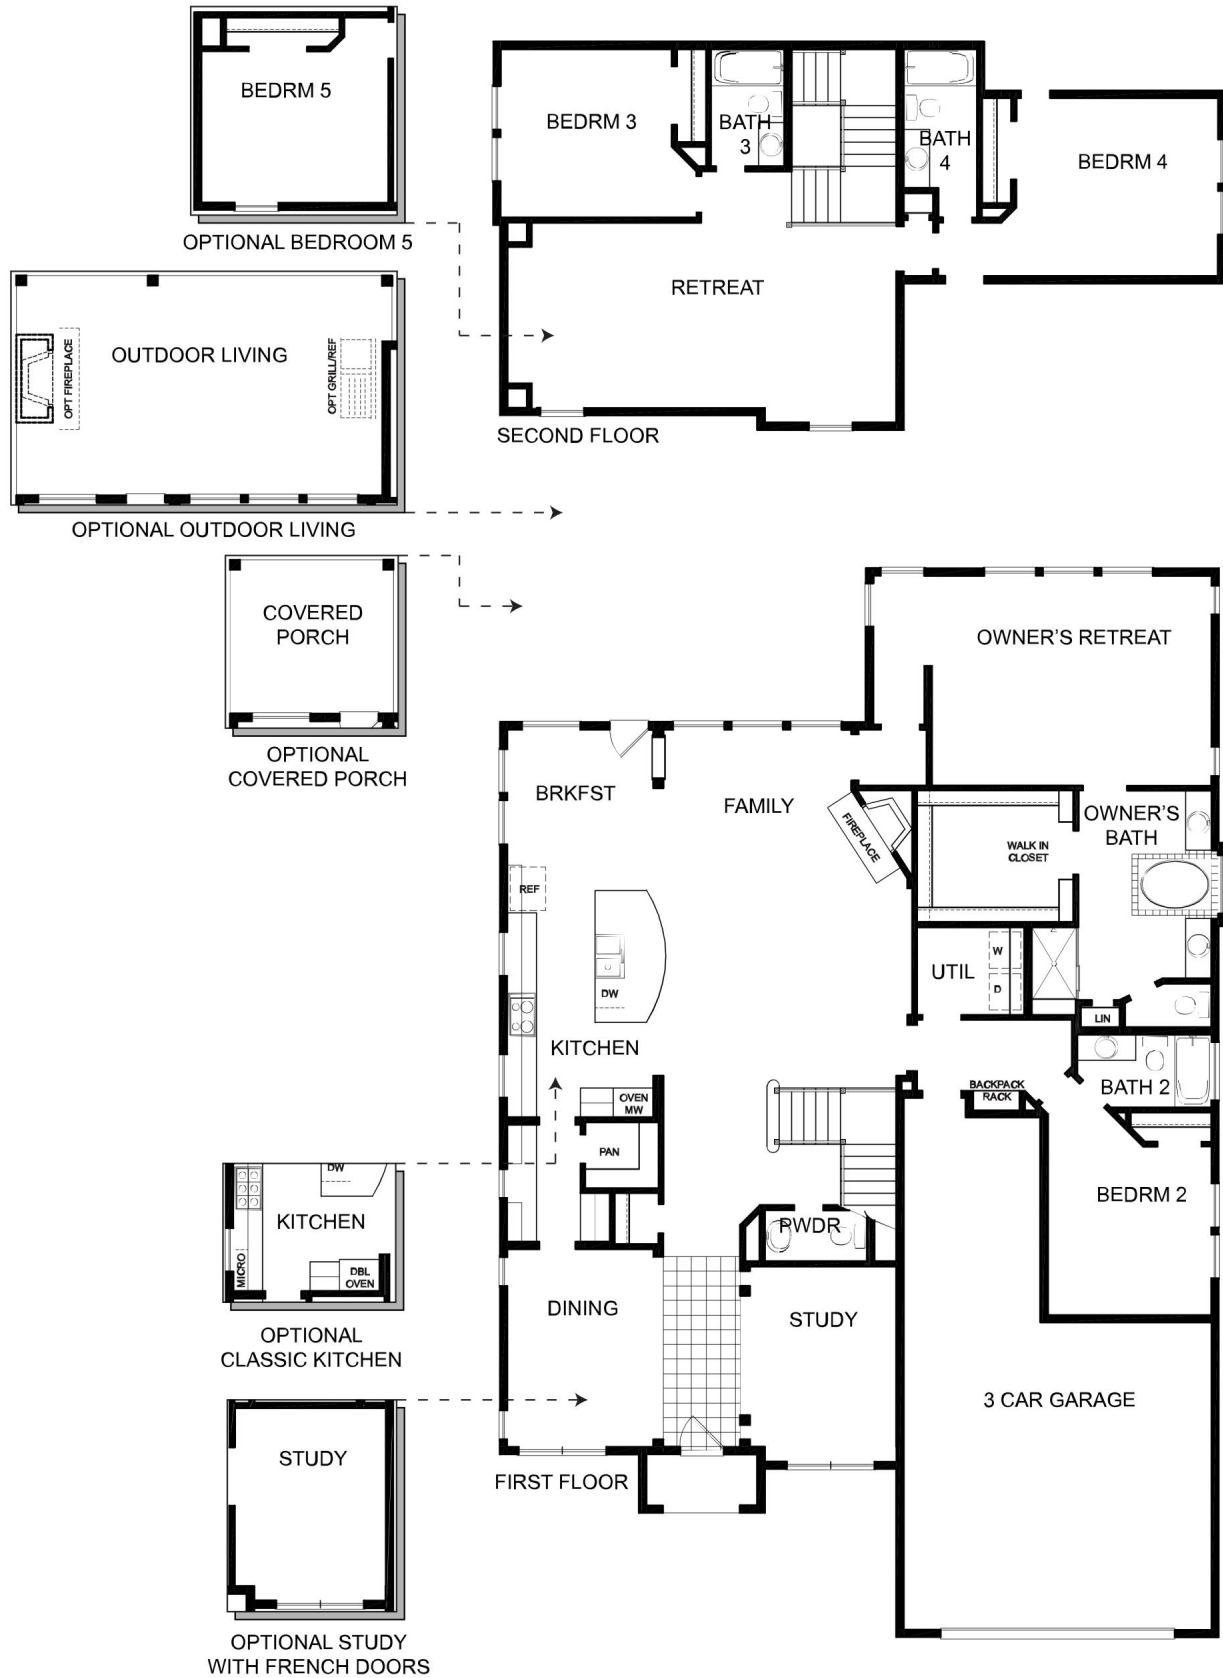 BEDRM 5
OPTIONAL BEDROOM 5
BEDRM 3
BATH
3
BATH
4
BEDRM 4
RETREAT
SECOND FLOOR
OPT FIREPLACE
OUTDOOR LIVING
OPT GRILL/REF
OPTIONAL OUTDOOR LIVING
COVERED
PORCH
OPTIONAL
COVERED PORCH
OWNER'S RETREAT
BRKFST
FAMILY
FIREPLACE
WALK IN
CLOSET
OWNER'S
BATH
REF
DW
KITCHEN
UTIL
W
D
LIN
BATH 2
BACKPACK
RACK
OVEN
MW
PAN
BEDRM 2
PWDR
DINING
STUDY
3 CAR GARAGE
FIRST FLOOR
DW
KITCHEN
MICRO
DBL
OVEN
OPTIONAL
CLASSIC KITCHEN
STUDY
OPTIONAL STUDY
WITH FRENCH DOORS